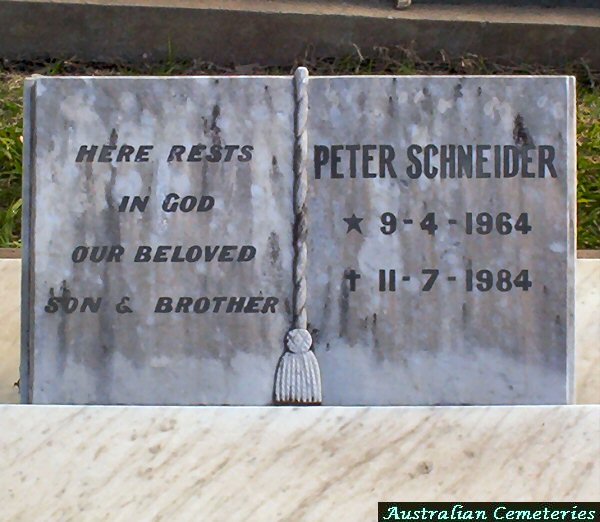 HERE RESTS
IN GOD
OUR BELOVED
SON & BROTHER
PETER SCHNEIDER
★ 9-4-1964
✝ 11-7-1984
Australian Cemeteries